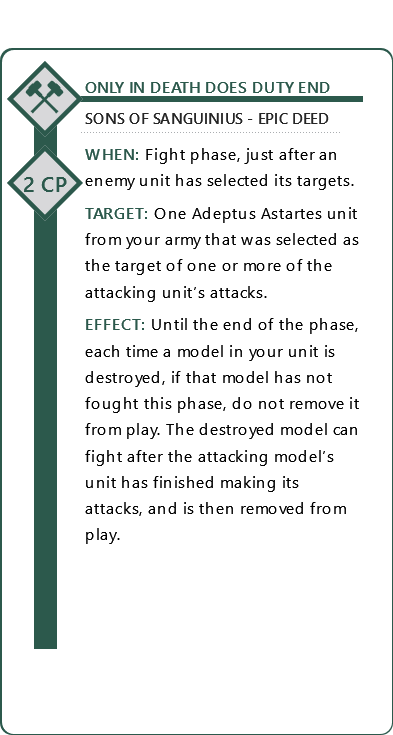 ONLY IN DEATH DOES DUTY END
SONS OF SANGUINIUS - EPIC DEED
WHEN: Fight phase, just after an
2 CP
enemy unit has selected its targets.
TARGET: One Adeptus Astartes unit
from your army that was selected as
the target of one or more of the
attacking unit's attacks.
EFFECT: Until the end of the phase,
each time a model in your unit is
destroyed, if that model has not
fought this phase, do not remove it
from play. The destroyed model can
fight after the attacking model's
unit has finished making its
attacks, and is then removed from
play.